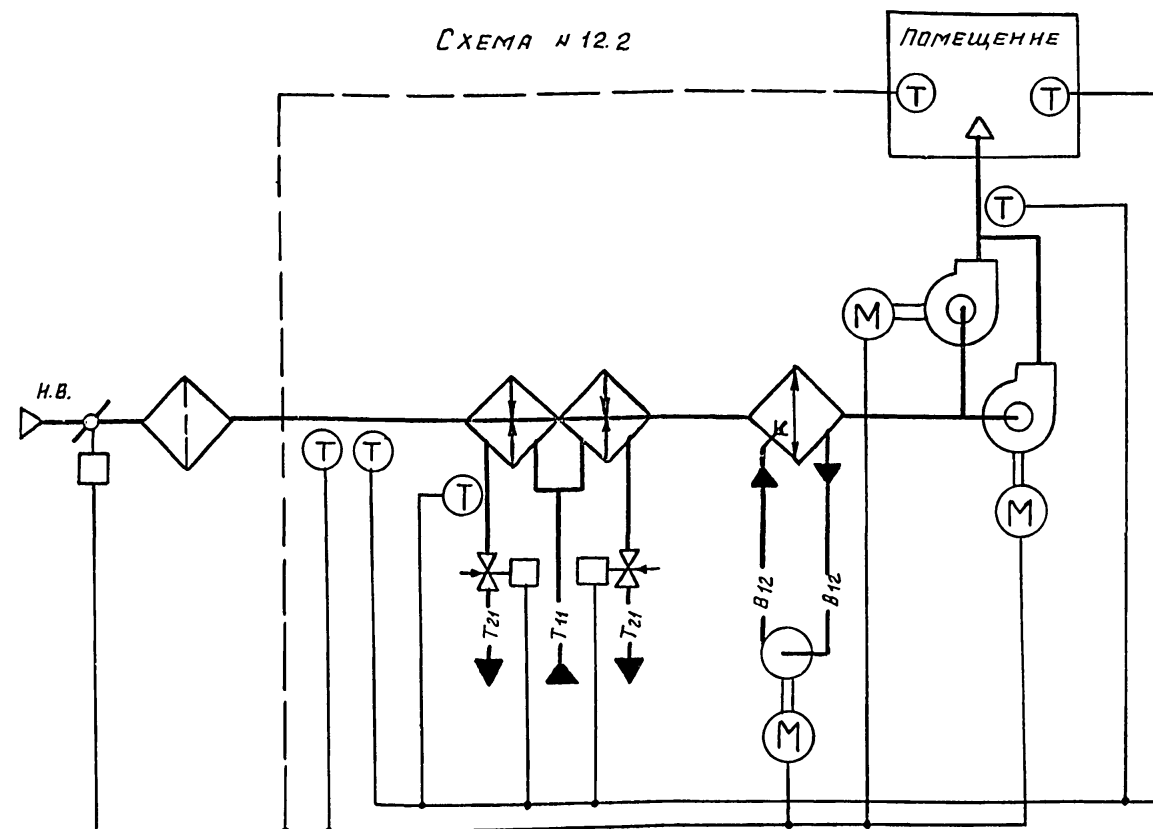 СХЕМА N 12.2
ПОМЕЩЕНИЕ
Т
Т
Т
М
Н.В.
Т
Т
Т
М
К
В12
В12
Т21
Т11
Т21
М